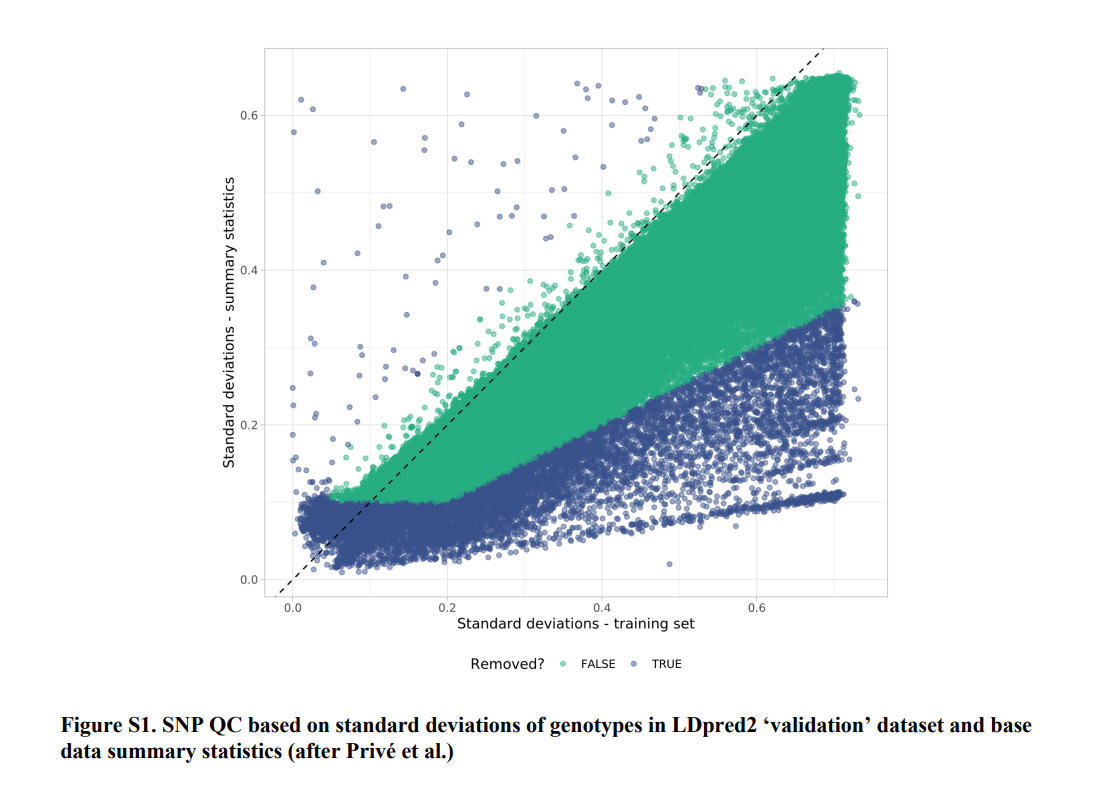 Standard deviations - summary statistics
0.6
0.4
0.2
0.0
0.0 0.2 0.4 0.6
Standard deviations - training set
Removed? FALSE TRUE
Figure S1. SNP QC based on standard deviations of genotypes in LDpred2 ‘validation’ dataset and base
data summary statistics (after Privé et al.)